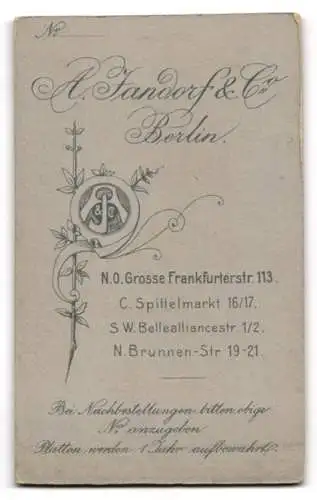 No
A. Jandorf & Co
Berlin.
J & C
N.O. Grosse Frankfurterstr. 113.
C. Spittelmarkt 16/17.
S.W. Bellealliancestr 1/2.
N. Brunnen-Str 19-21.
Bei Nachbestellungen bitten obige
No anzugeben
Platten werden 1 Jahr aufbewahrt.